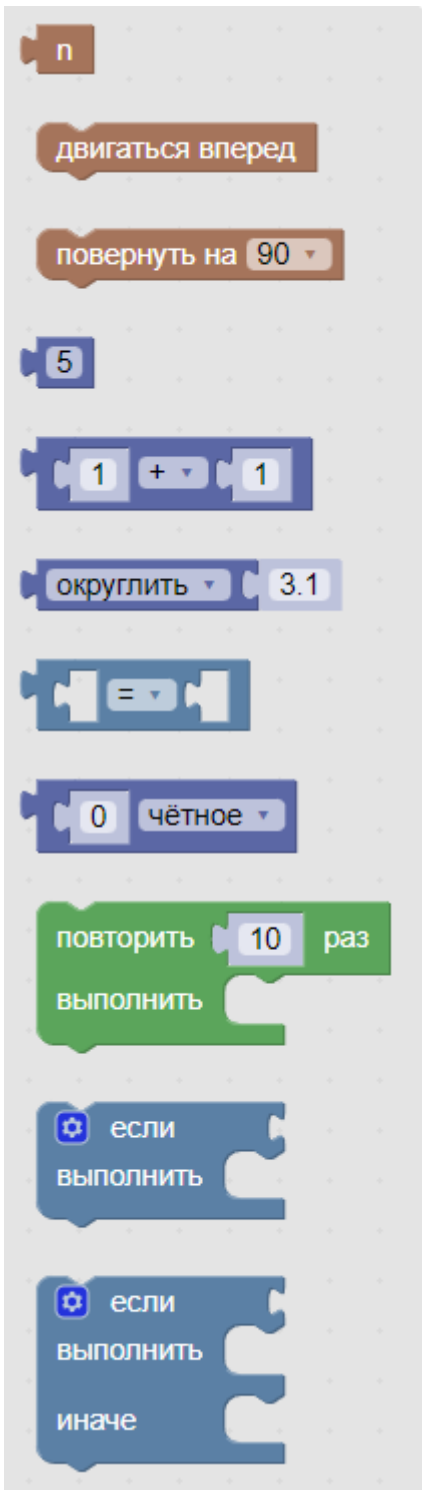 n
двигаться вперед
повернуть на 90
5
1 + 1
округлить 3.1
=
0 чётное
повторить 10 раз
выполнить
если
выполнить
если
выполнить
иначе